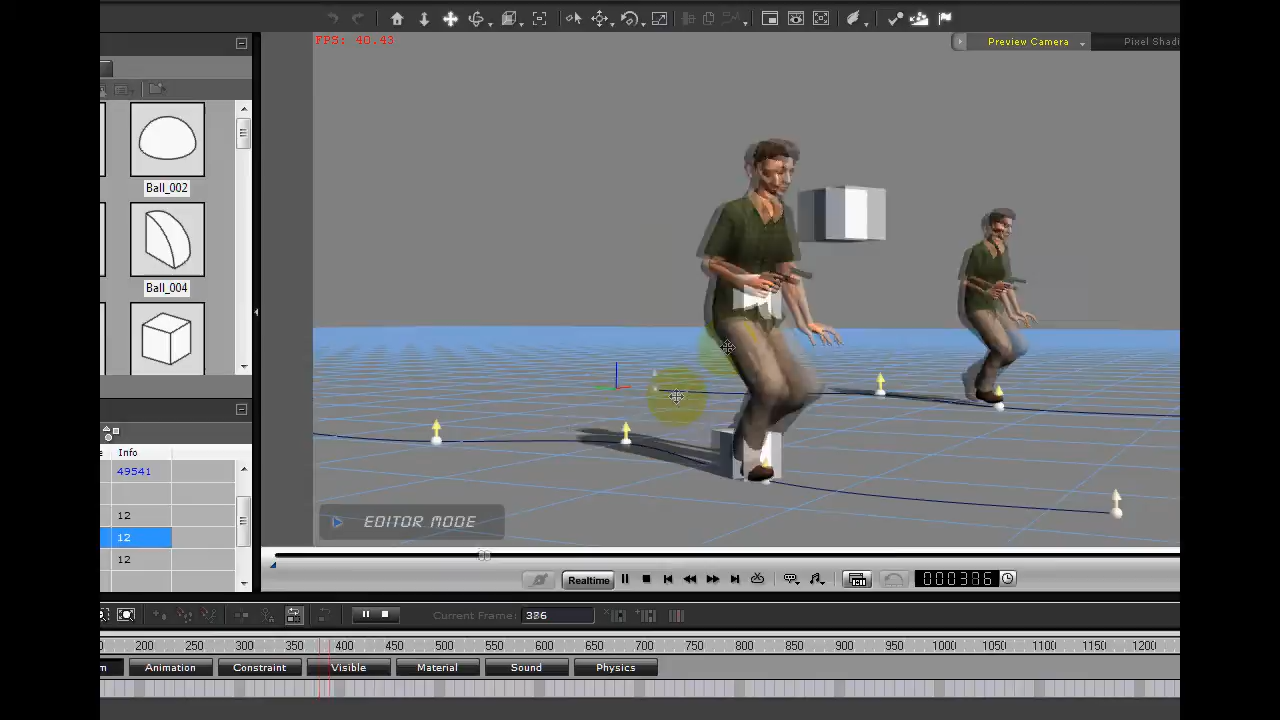 FPS: 40.43
Preview Camera
Pixel Shadi
Ball_002
Ball_004
Info
49541
12
12
12
EDITOR MODE
Realtime
Current Frame:
200 250 300 350 400 450 500 550 600 650 700 750 800 850 900 950 1000 1050 1100 1150 1200
m Animation Constraint Visible Material Sound Physics